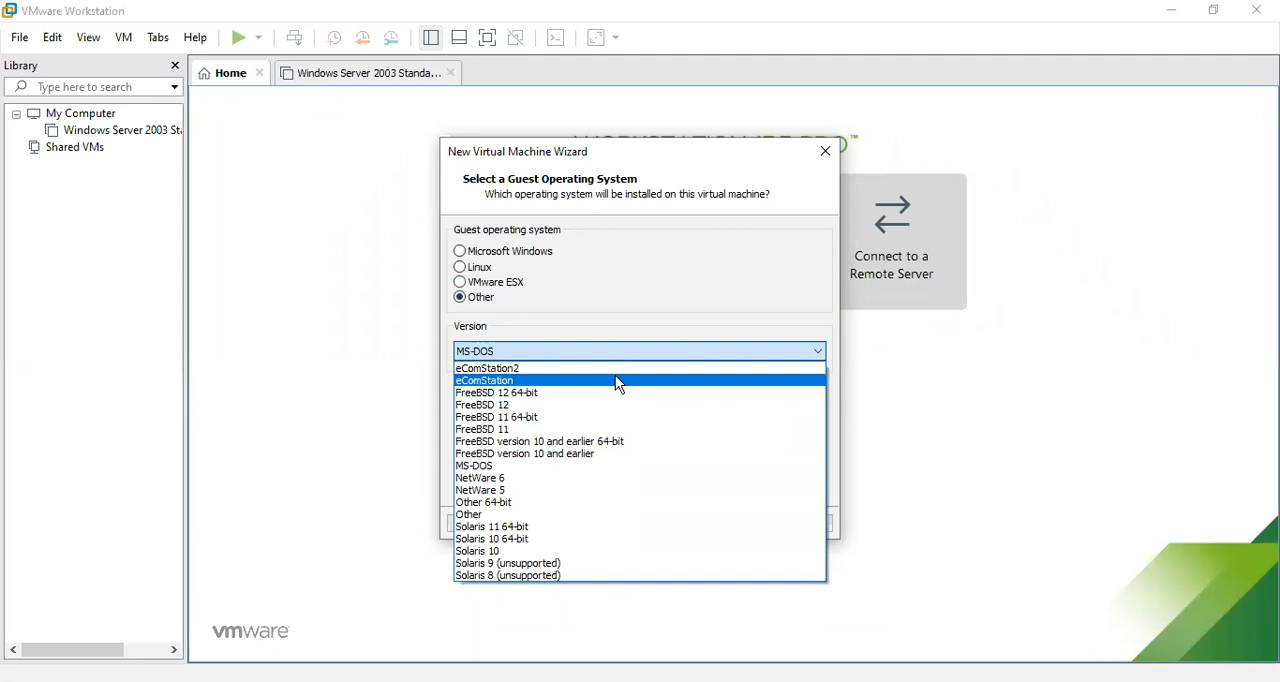 VMware Workstation
File Edit View VM Tabs Help
Library
Type here to search
My Computer
Windows Server 2003 Sta
Shared VMs
Home
Windows Server 2003 Standa...
New Virtual Machine Wizard
Select a Guest Operating System
Which operating system will be installed on this virtual machine?
Guest operating system
Microsoft Windows
Linux
VMware ESX
Other
Version
MS-DOS
eComStation2
eComStation
FreeBSD 12 64-bit
FreeBSD 12
FreeBSD 11 64-bit
FreeBSD 11
FreeBSD version 10 and earlier 64-bit
FreeBSD version 10 and earlier
MS-DOS
NetWare 6
NetWare 5
Other 64-bit
Other
Solaris 11 64-bit
Solaris 10 64-bit
Solaris 10
Solaris 9 (unsupported)
Solaris 8 (unsupported)
Connect to a
Remote Server
vmware